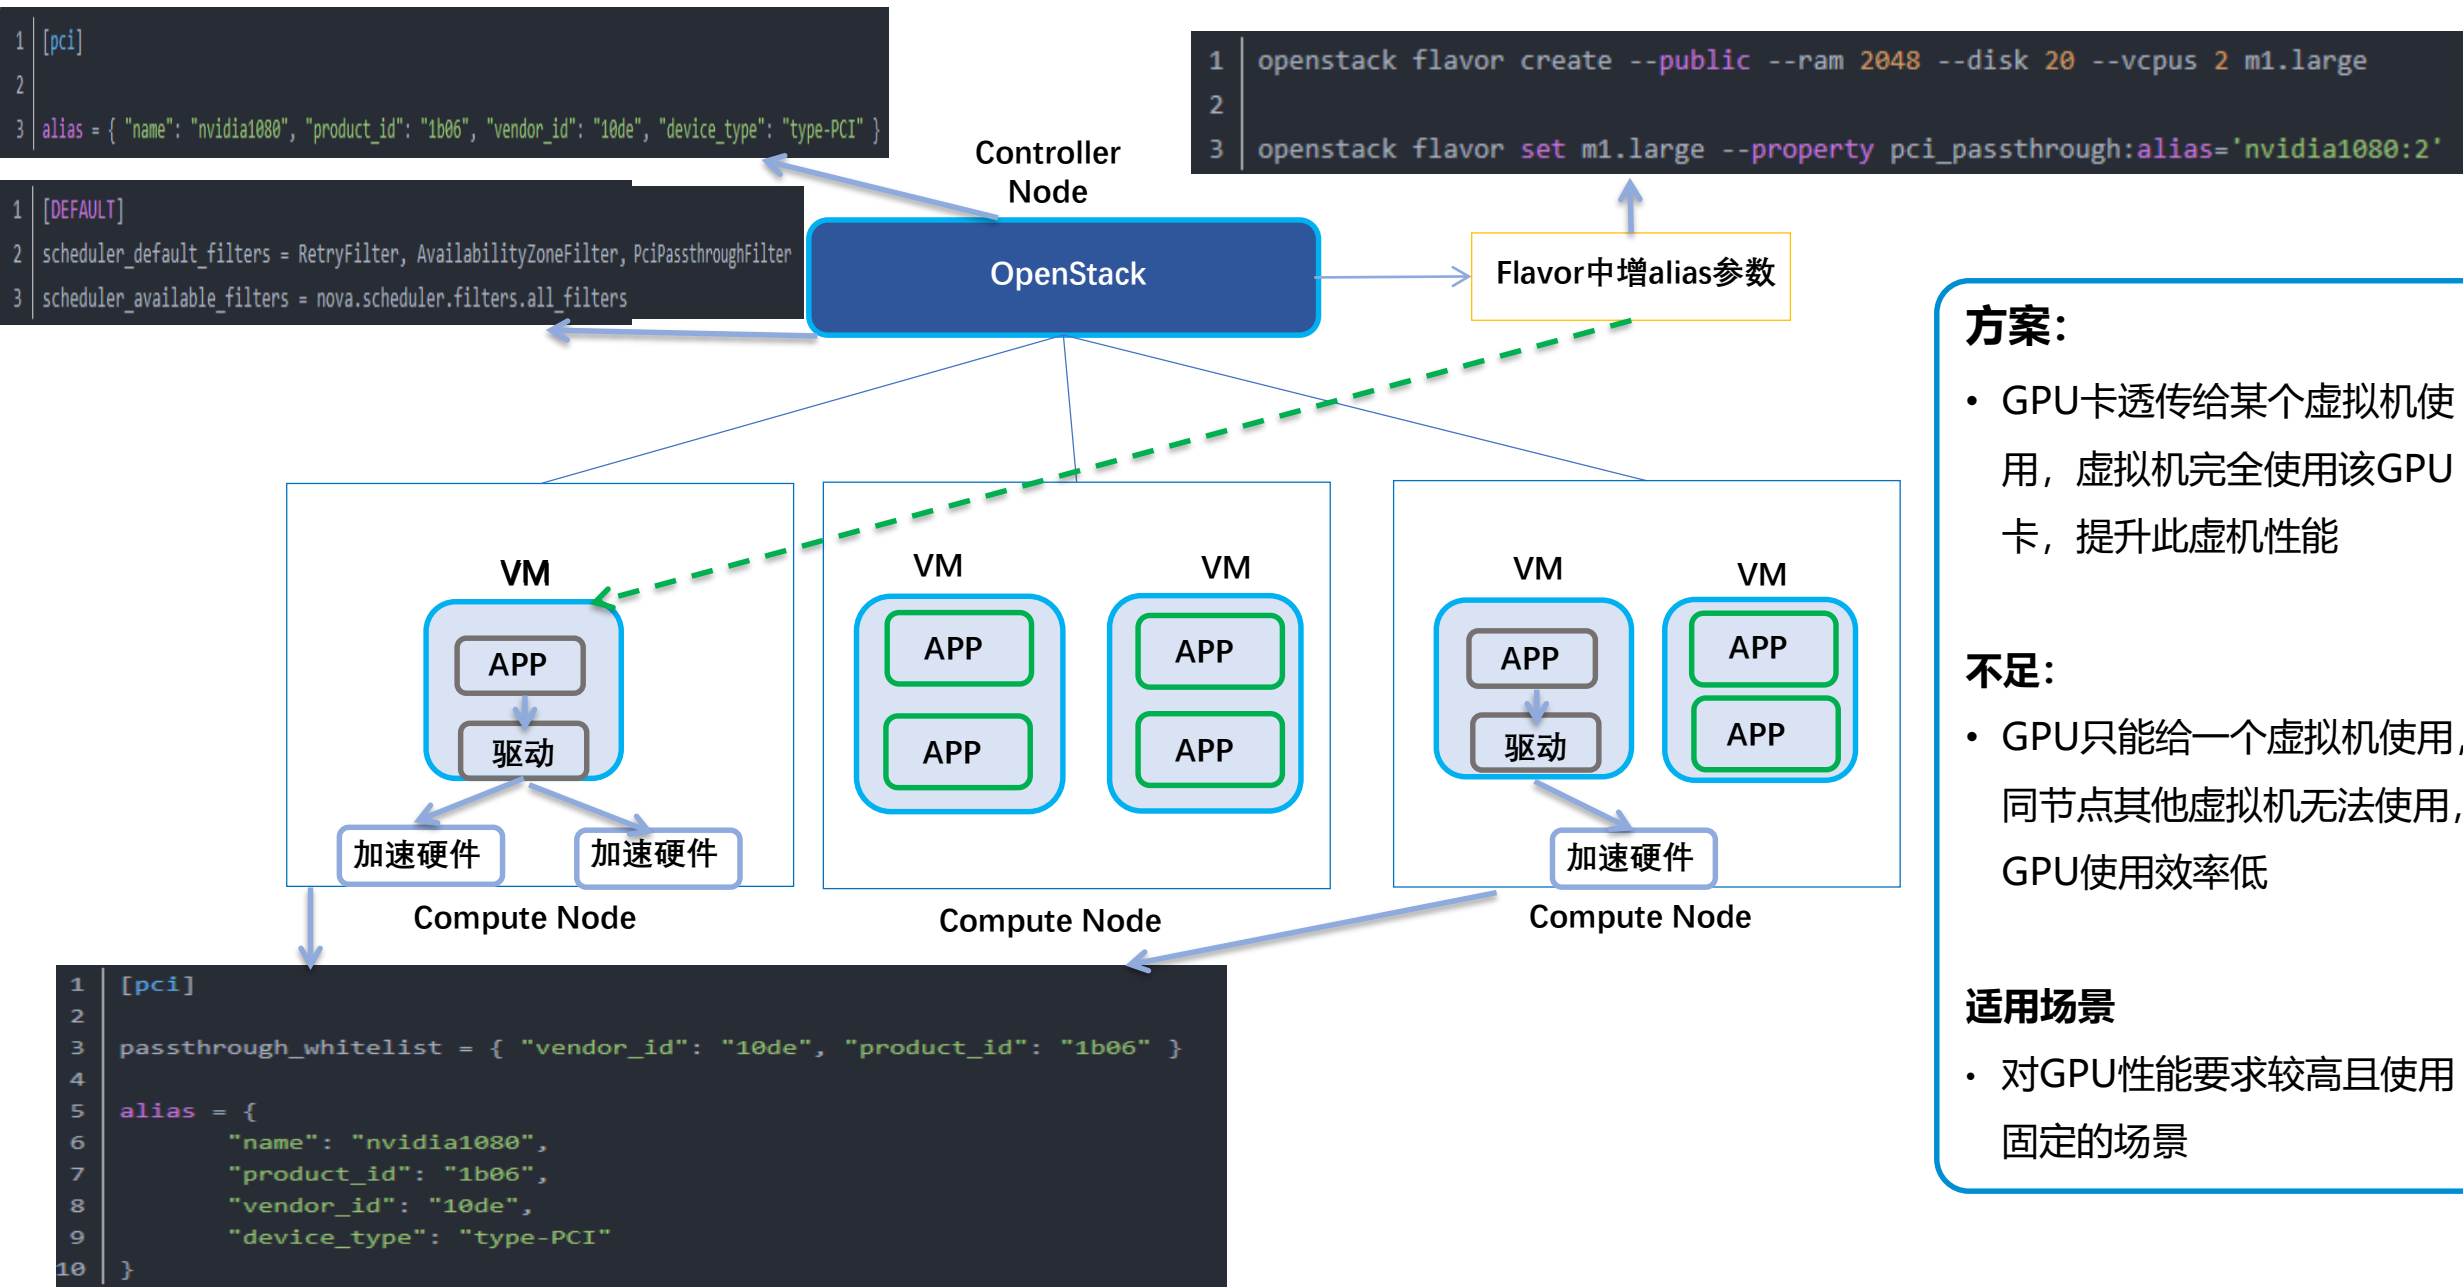 1 [pci]
2
3 alias = { "name": "nvidia1080", "product_id": "1b06", "vendor_id": "10de", "device_type": "type-PCI" }
1 [DEFAULT]
2 scheduler_default_filters = RetryFilter, AvailabilityZoneFilter, PciPassthroughFilter
3 scheduler_available_filters = nova.scheduler.filters.all_filters
Controller
Node
OpenStack
1 openstack flavor create --public --ram 2048 --disk 20 --vcpus 2 m1.large
2
3 openstack flavor set m1.large --property pci_passthrough:alias='nvidia1080:2'
Flavor中增alias参数
VM
APP
驱动
加速硬件
加速硬件
Compute Node
VM
APP
APP
VM
APP
APP
Compute Node
VM
APP
驱动
加速硬件
VM
APP
APP
Compute Node
1 [pci]
2
3 passthrough_whitelist = { "vendor_id": "10de", "product_id": "1b06" }
4
5 alias = {
6 "name": "nvidia1080",
7 "product_id": "1b06",
8 "vendor_id": "10de",
9 "device_type": "type-PCI"
10 }
方案：
• GPU卡透传给某个虚拟机使
用，虚拟机完全使用该GPU
卡，提升此虚机性能
不足：
• GPU只能给一个虚拟机使用，
同节点其他虚拟机无法使用，
GPU使用效率低
适用场景
• 对GPU性能要求较高且使用
固定的场景